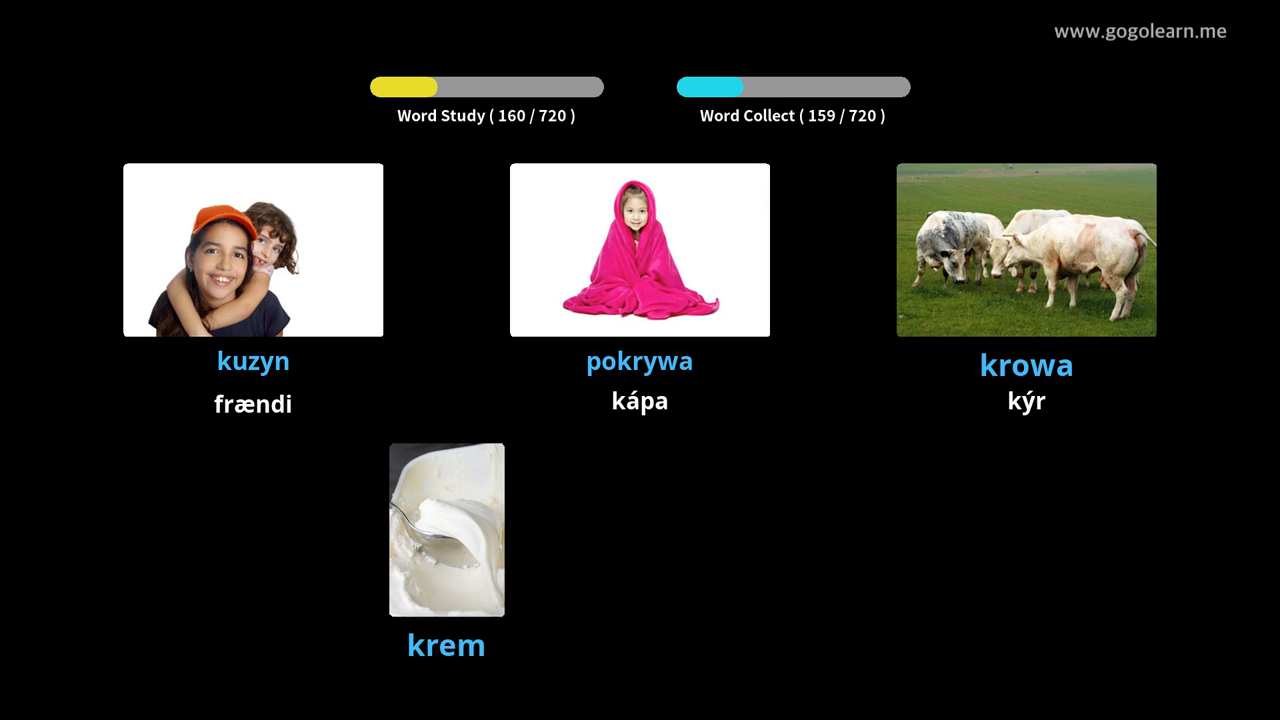 www.gogolearn.me
Word Study ( 160 / 720 )
Word Collect ( 159 / 720 )
kuzyn
pokrywa
krowa
frændi
kápa
kýr
krem